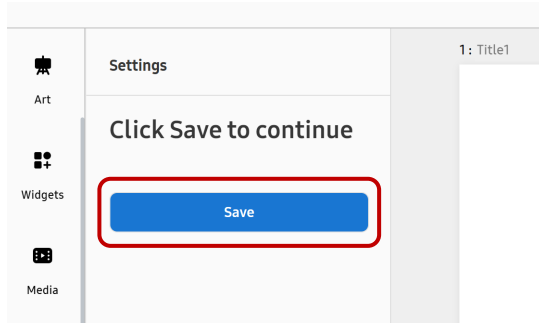 Art
Widgets
Media
Settings
Click Save to continue
Save
1: Title1